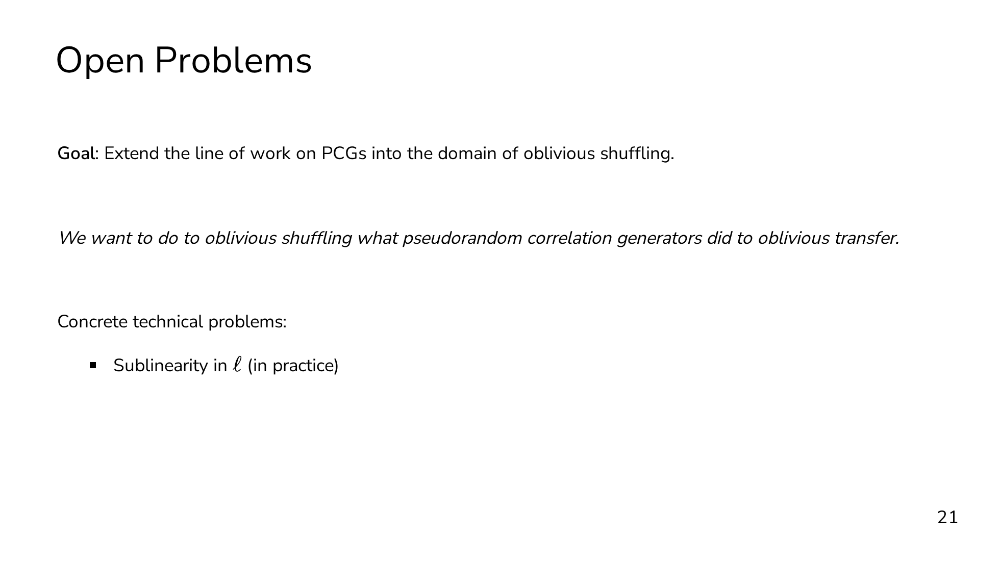 Open Problems
Goal: Extend the line of work on PCGs into the domain of oblivious shuffling.
We want to do to oblivious shuffling what pseudorandom correlation generators did to oblivious transfer.
Concrete technical problems:
▪ Sublinearity in ℓ (in practice)
21